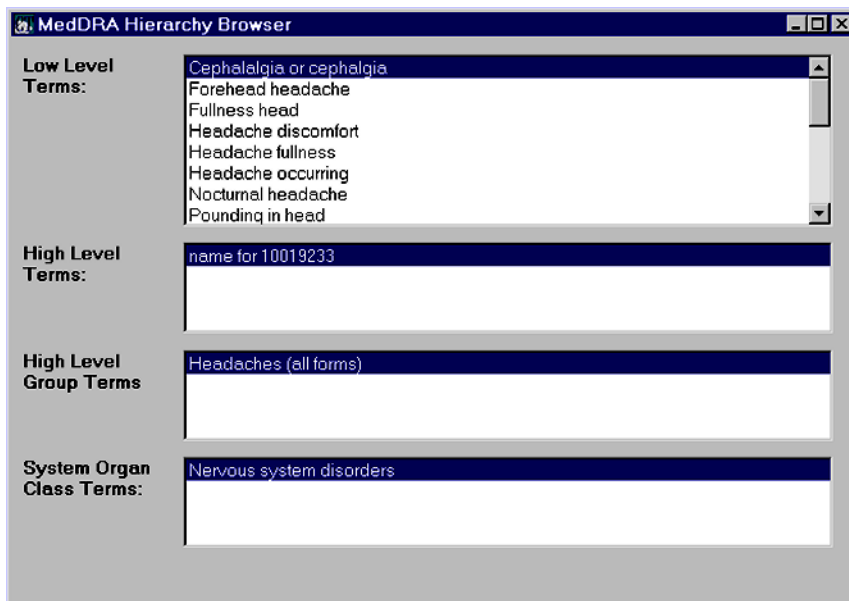 MedDRA Hierarchy Browser
Low Level
Terms:
Cephalalgia or cephalgia
Forehead headache
Fullness head
Headache discomfort
Headache fullness
Headache occurring
Nocturnal headache
Pounding in head
High Level
Terms:
name for 10019233
High Level
Group Terms
Headaches (all forms)
System Organ
Class Terms:
Nervous system disorders